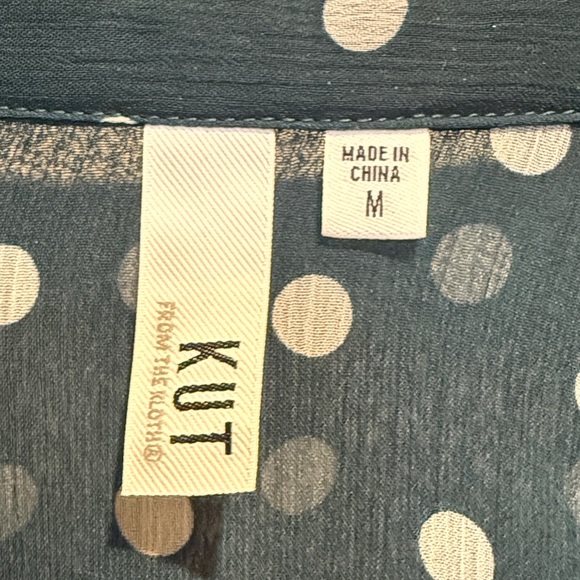 MADE IN
CHINA
M
KUT
FROM THE KLOTH®